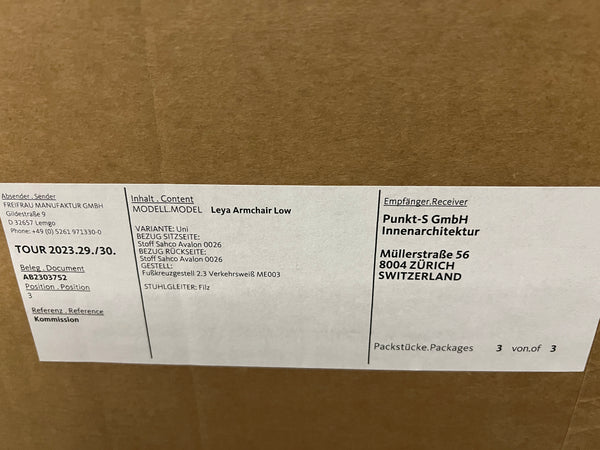 Absender . Sender
FREIFRAU MANUFAKTUR GMBH
Gildestraße 9
D 32657 Lemgo
Phone: +49 (0) 5261 971330-0
TOUR 2023.29./30.
Beleg . Document
AB2303752
Position . Position
3
Referenz . Reference
Kommission
Inhalt . Content
MODELL.MODEL Leya Armchair Low
VARIANTE: Uni
BEZUG SITZSEITE:
Stoff Sahco Avalon 0026
BEZUG RÜCKSEITE:
Stoff Sahco Avalon 0026
GESTELL:
Fußkreuzgestell 2.3 Verkehrsweiß ME003
STUHLGLEITER: Filz
Empfänger.Receiver
Punkt-S GmbH
Innenarchitektur
Müllerstraße 56
8004 ZÜRICH
SWITZERLAND
Packstücke.Packages 3 von.of 3